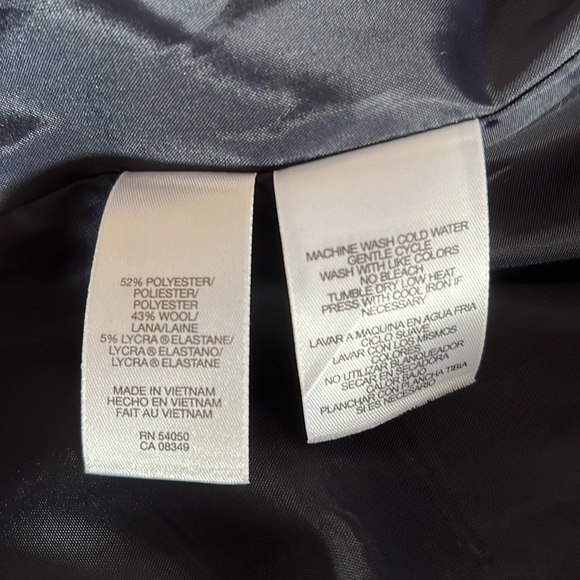 52% POLYESTER/
POLIESTER/
POLYESTER
43% WOOL/
LANA/LAINE
5% LYCRA® ELASTANE/
LYCRA® ELASTANO/
LYCRA® ELASTANE
MADE IN VIETNAM
HECHO EN VIETNAM
FAIT AU VIETNAM
RN 54050
CA 08349
MACHINE WASH COLD WATER
GENTLE CYCLE
WASH WITH LIKE COLORS
NO BLEACH
TUMBLE DRY LOW HEAT
PRESS WITH COOL IRON IF
NECESSARY
LAVAR A MAQUINA EN AGUA FRIA
CICLO SUAVE
LAVAR CON LOS MISMOS
COLORES
NO UTILIZAR BLANQUEADOR
SECAR EN SECADORA
CALOR BAJO
PLANCHAR CON PLANCHA TIBIA
SI ES NECESARIO